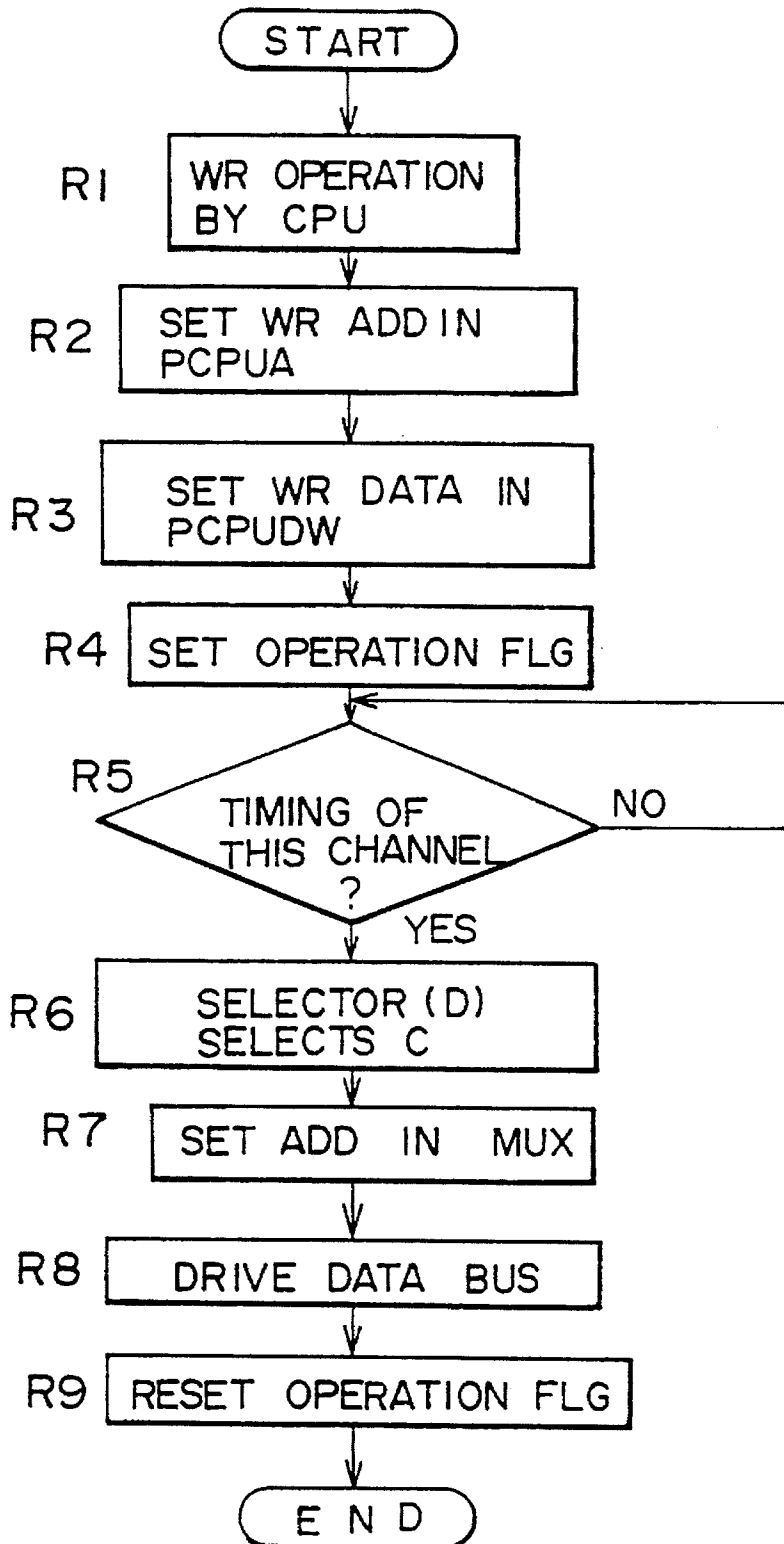 START
R1
WR OPERATION
BY CPU
R2
SET WR ADD IN
PCPUA
R3
SET WR DATA IN
PCPUDW
R4
SET OPERATION FLG
R5
TIMING OF
THIS CHANNEL
?
NO
YES
R6
SELECTOR (D)
SELECTS C
R7
SET ADD IN MUX
R8
DRIVE DATA BUS
R9
RESET OPERATION FLG
END